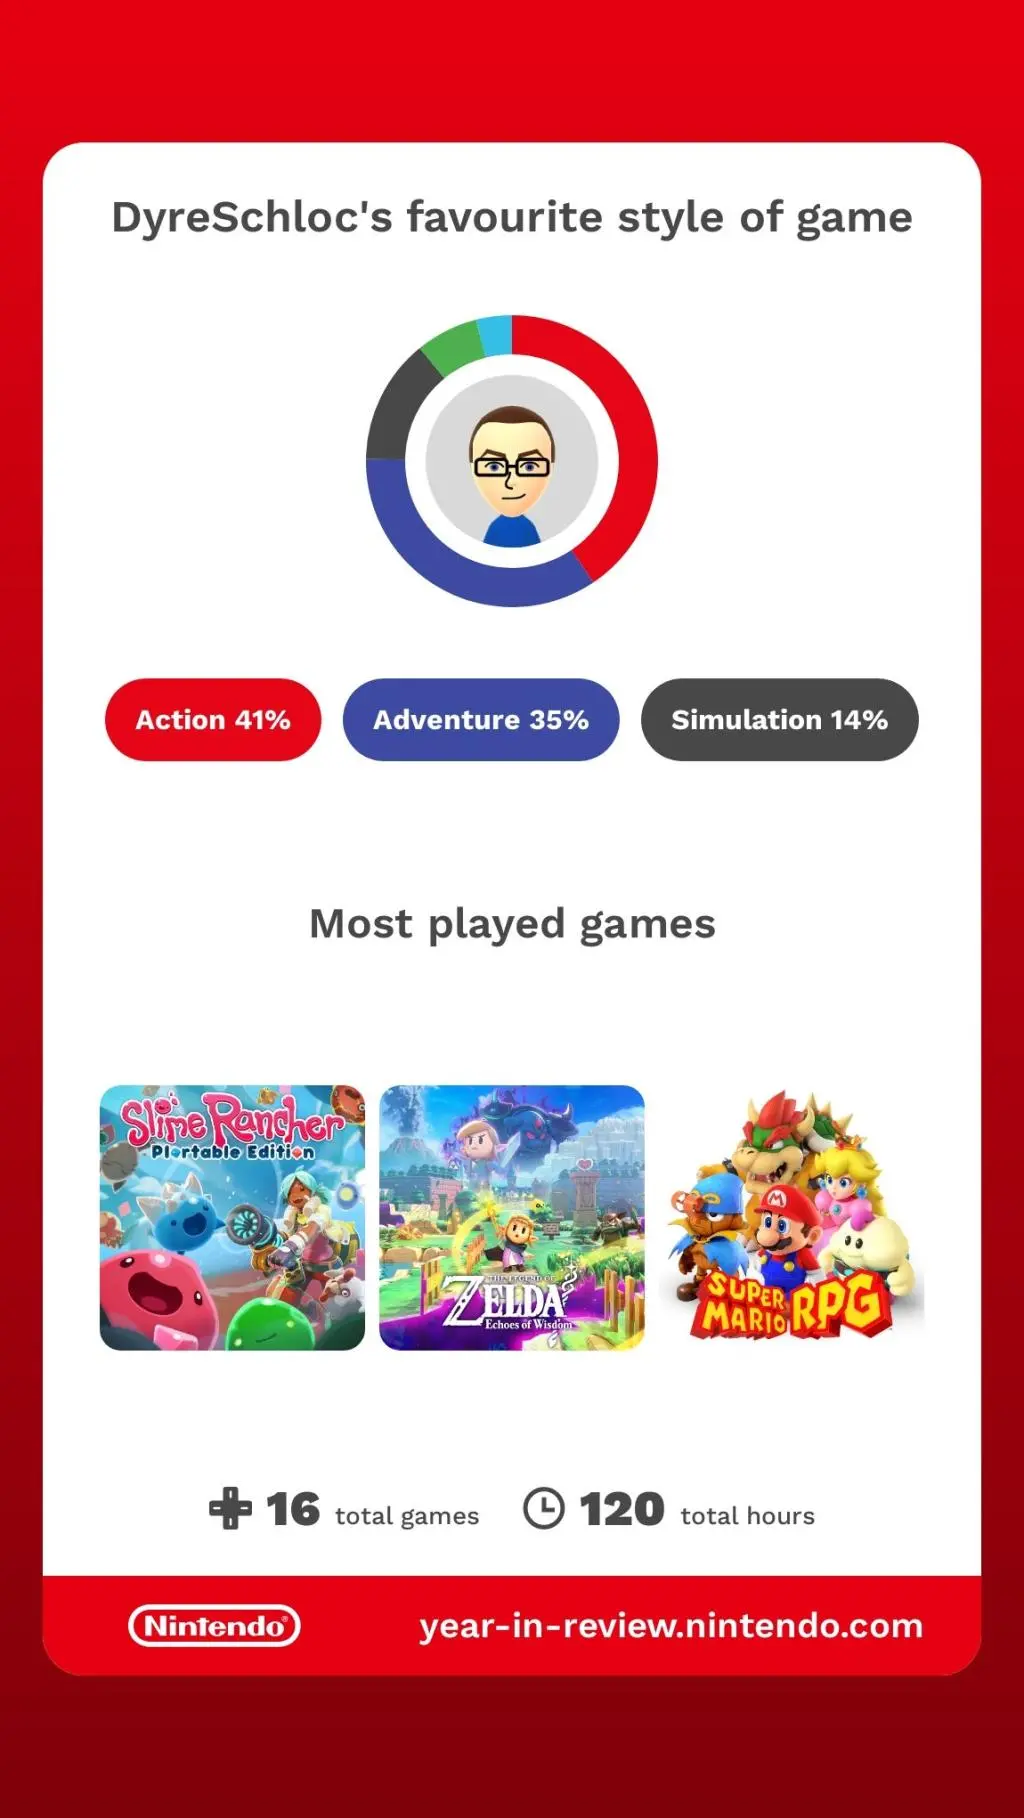 DyreSchloc's favourite style of game
Action 41%
Adventure 35%
Simulation 14%
Most played games
Slime Rancher
Plortable Edition
THE LEGEND OF
ZELDA
Echoes of Wisdom
SUPER
MARIO RPG
16 total games
120 total hours
Nintendo®
year-in-review.nintendo.com